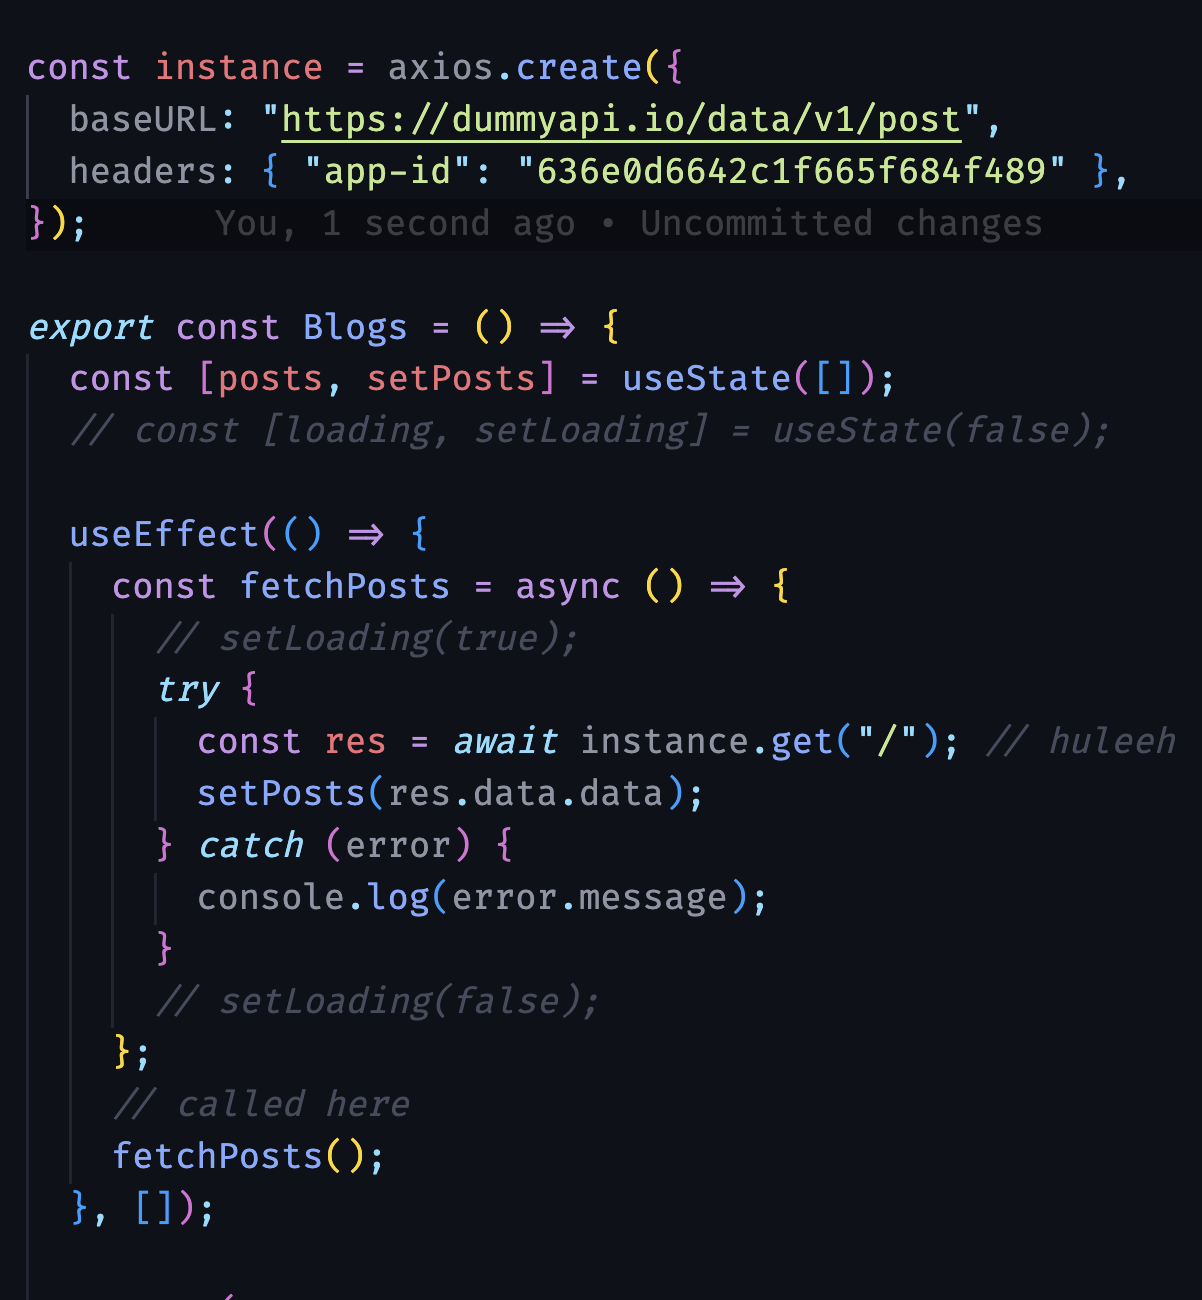 const instance = axios.create({
  baseURL: "https://dummyapi.io/data/v1/post",
  headers: { "app-id": "636e0d6642c1f665f684f489" },
});      You, 1 second ago • Uncommitted changes

export const Blogs = () => {
  const [posts, setPosts] = useState([]);
  // const [loading, setLoading] = useState(false);

  useEffect(() => {
    const fetchPosts = async () => {
      // setLoading(true);
      try {
        const res = await instance.get("/"); // huleeh
        setPosts(res.data.data);
      } catch (error) {
        console.log(error.message);
      }
      // setLoading(false);
    };
    // called here
    fetchPosts();
  }, []);